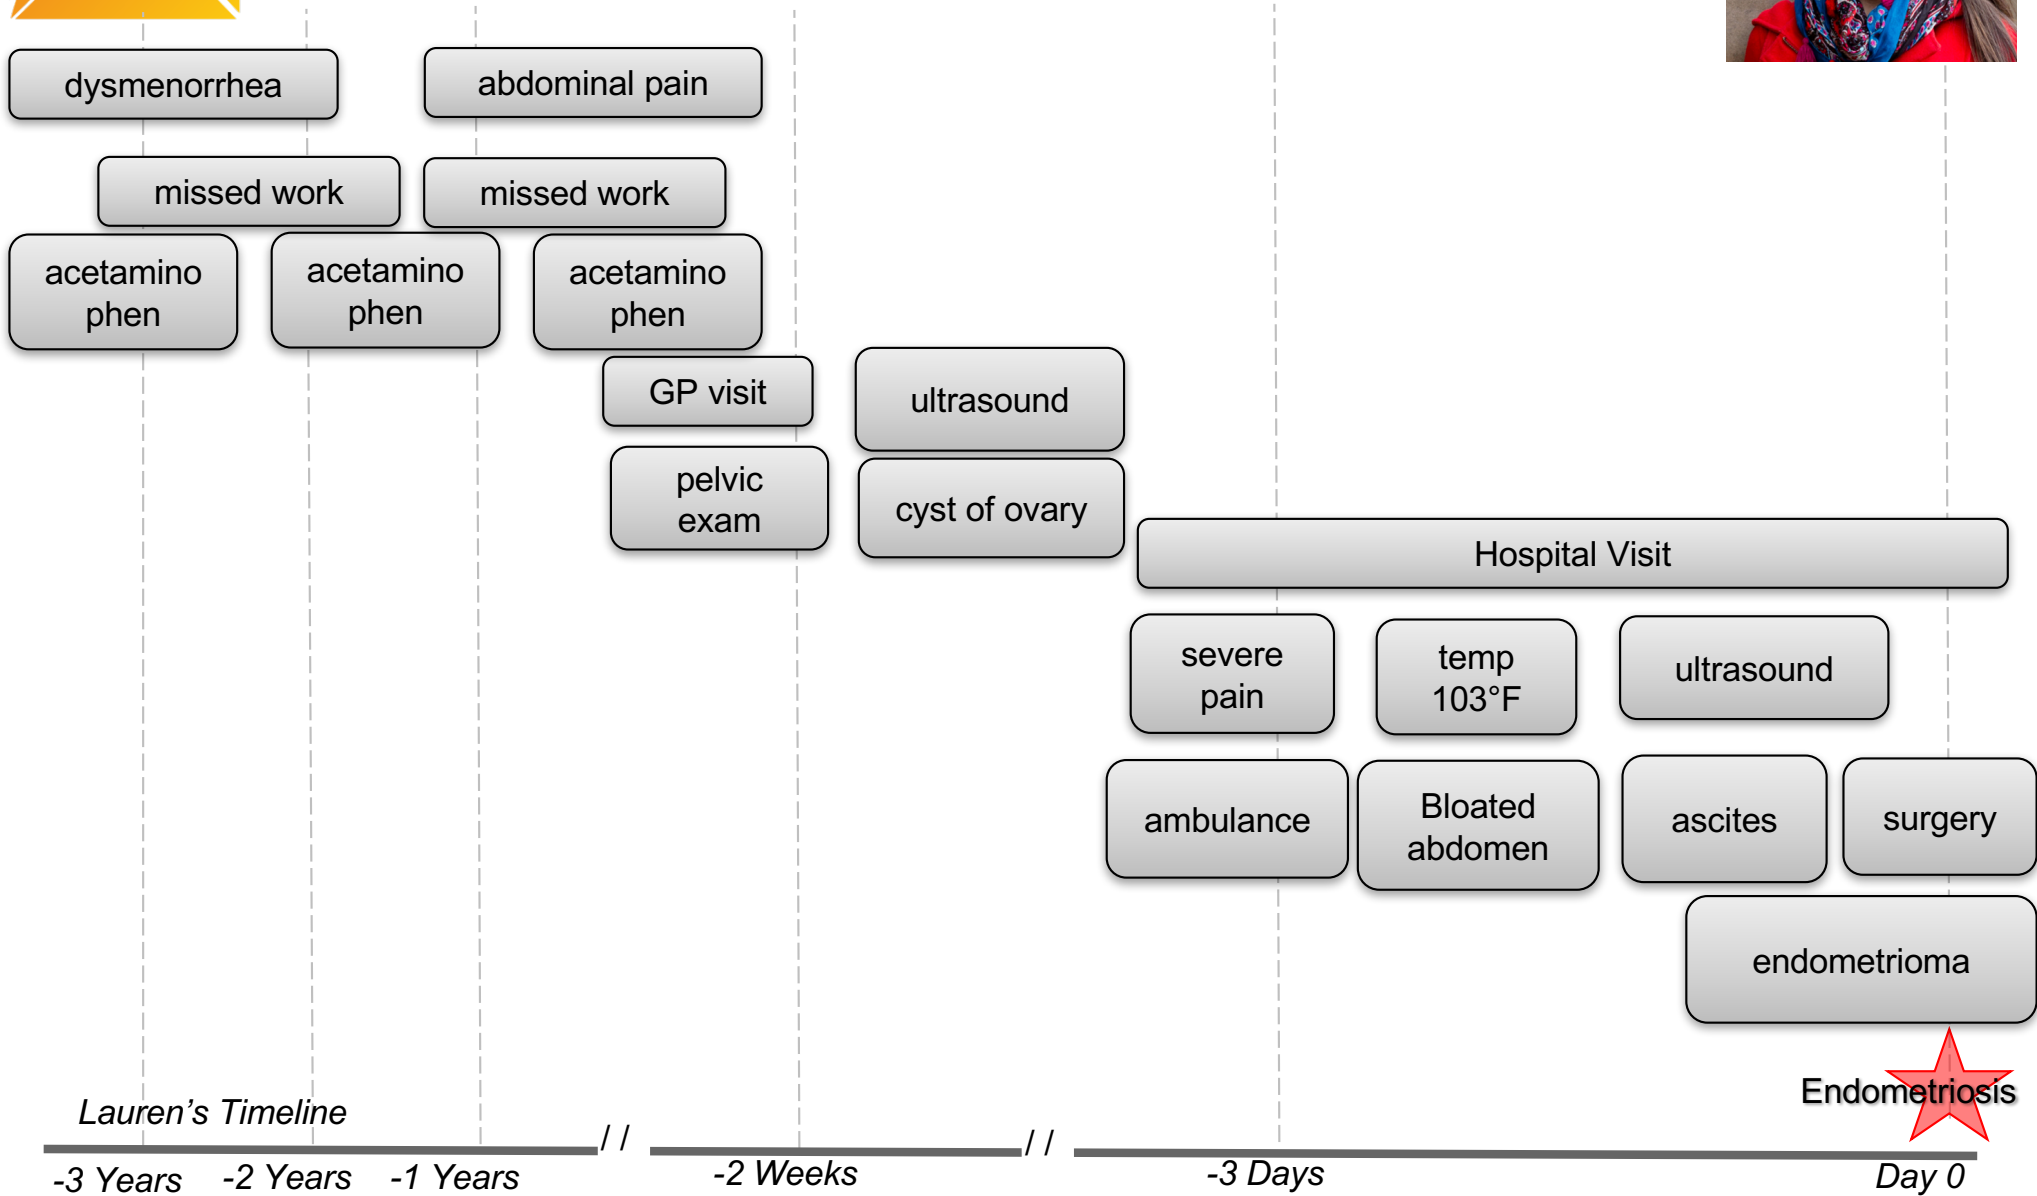 dysmenorrhea
abdominal pain
missed work
missed work
acetamino
phen
acetamino
phen
acetamino
phen
GP visit
ultrasound
pelvic
exam
cyst of ovary
Hospital Visit
severe
pain
temp
103°F
ultrasound
ambulance
Bloated
abdomen
ascites
surgery
endometrioma
Endometriosis
Lauren's Timeline
/ /
/ /
-3 Years
-2 Years
-1 Years
-2 Weeks
-3 Days
Day 0